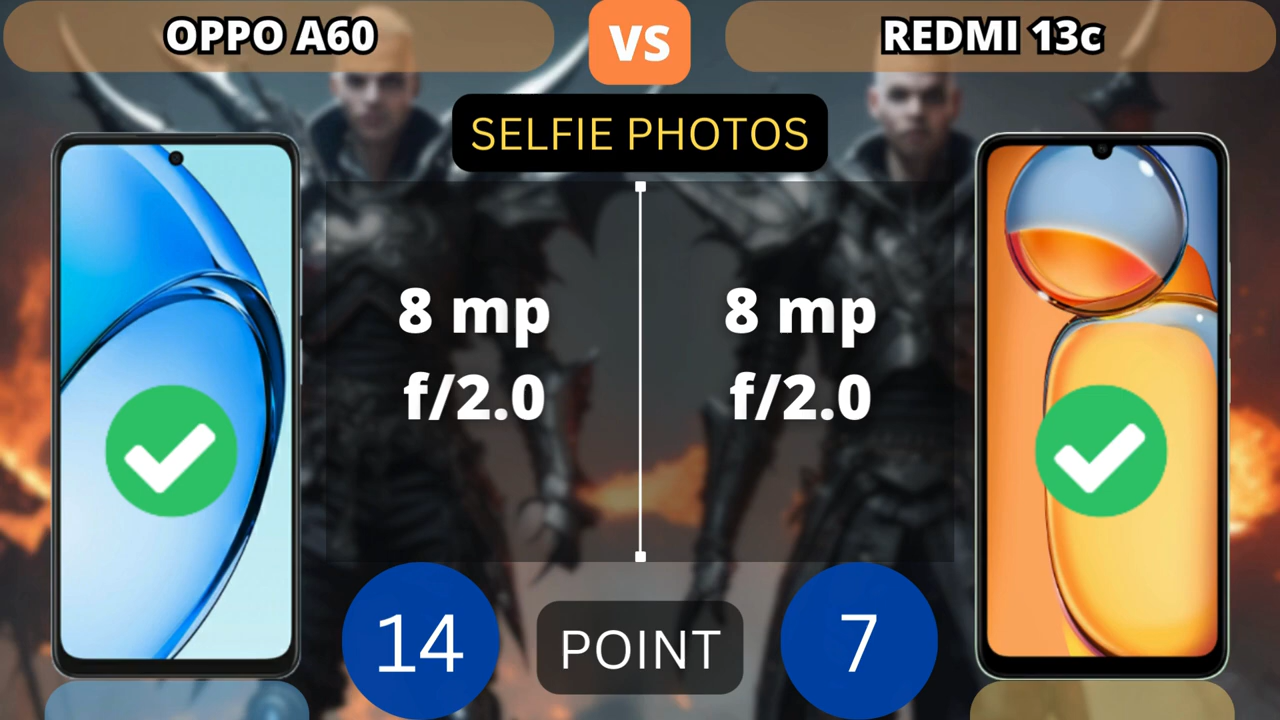 OPPO A60
VS
REDMI 13c
SELFIE PHOTOS
8 mp
f/2.0
8 mp
f/2.0
14
POINT
7